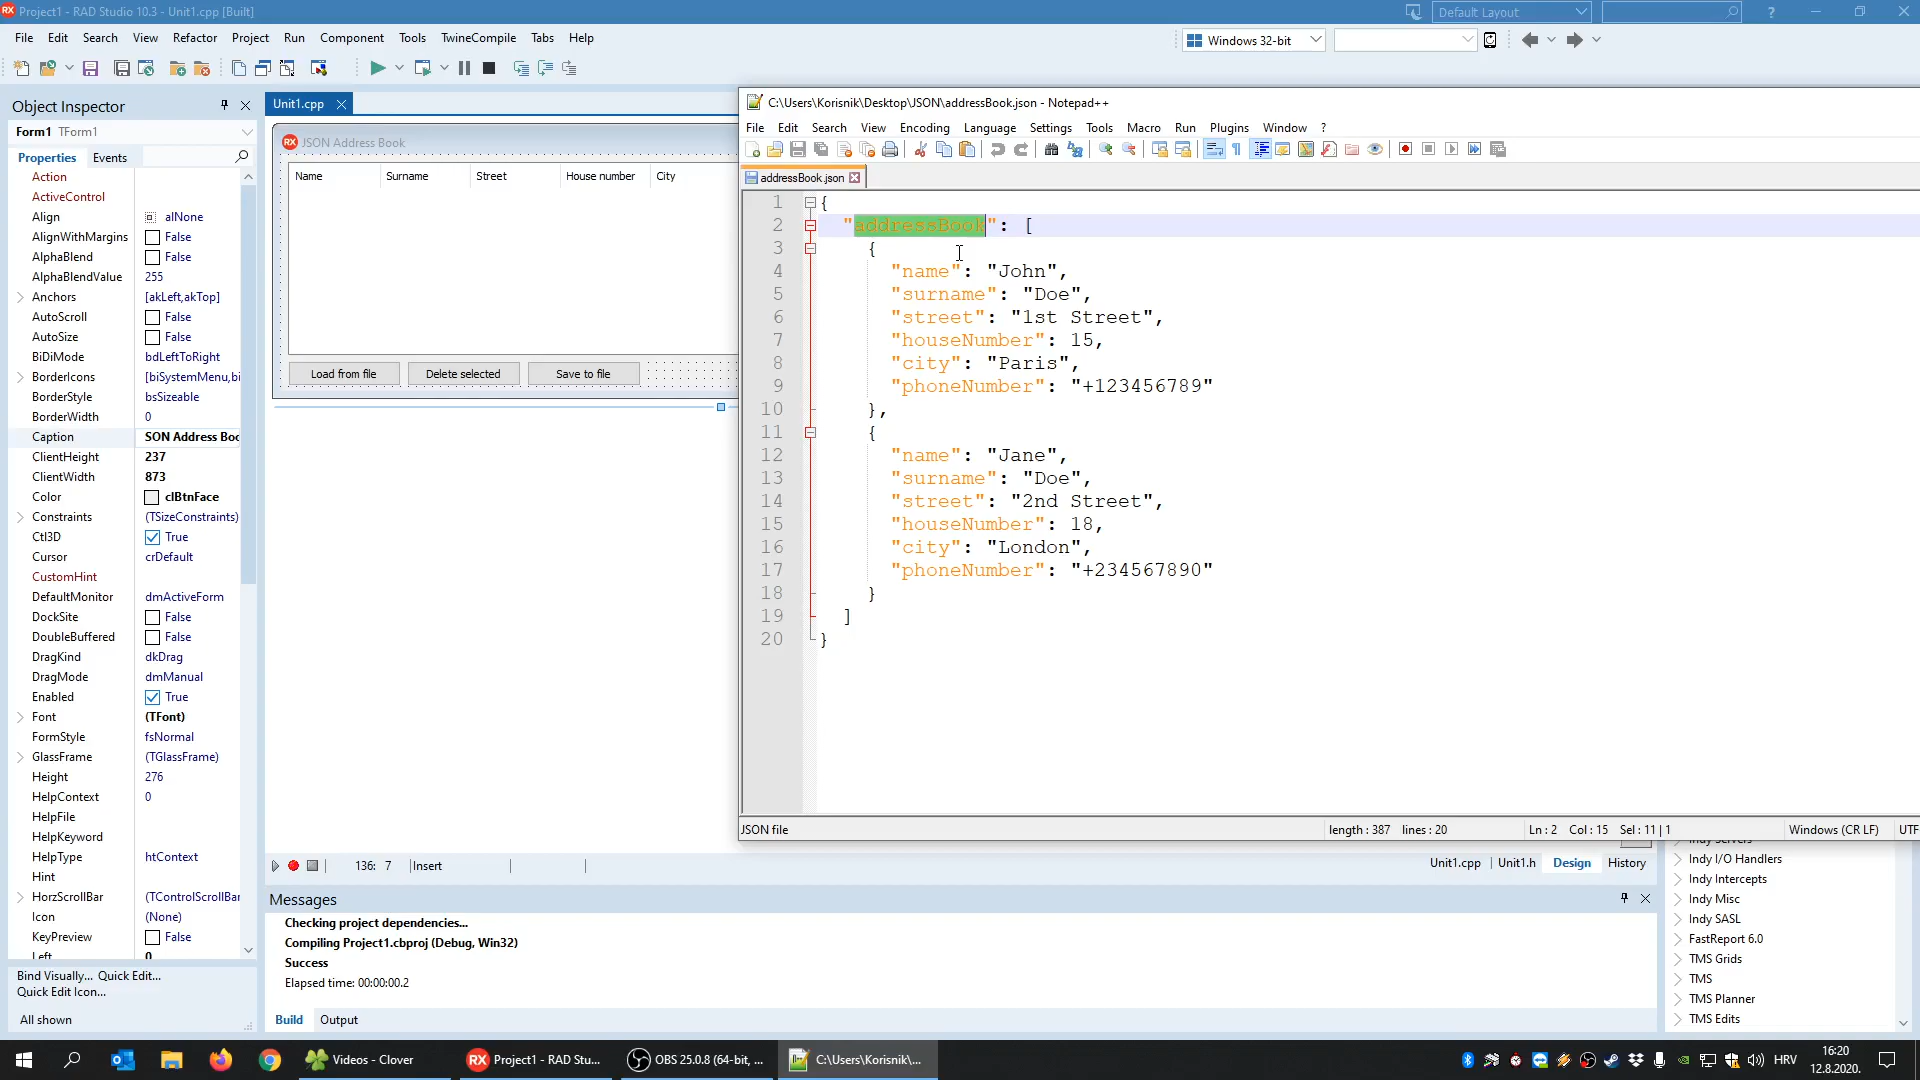 Project1 - RAD Studio 10.3 - Unit1.cpp [Built]
Default Layout
?
File Edit Search View Refactor Project Run Component Tools TwineCompile Tabs Help
Windows 32-bit
Object Inspector
Form1 TForm1
Properties Events
Action
ActiveControl
Align alNone
AlignWithMargins False
AlphaBlend False
AlphaBlendValue 255
Anchors [akLeft,akTop]
AutoScroll False
AutoSize False
BiDiMode bdLeftToRight
BorderIcons [biSystemMenu,bi
BorderStyle bsSizeable
BorderWidth 0
Caption SON Address Boo
ClientHeight 237
ClientWidth 873
Color clBtnFace
Constraints (TSizeConstraints)
Ctl3D True
Cursor crDefault
CustomHint
DefaultMonitor dmActiveForm
DockSite False
DoubleBuffered False
DragKind dkDrag
DragMode dmManual
Enabled True
Font (TFont)
FormStyle fsNormal
GlassFrame (TGlassFrame)
Height 276
HelpContext 0
HelpFile
HelpKeyword
HelpType htContext
Hint
HorzScrollBar (TControlScrollBar
Icon (None)
KeyPreview False
Left 0
Bind Visually... Quick Edit...
Quick Edit Icon...
All shown
Unit1.cpp
JSON Address Book
Name Surname Street House number City
Load from file Delete selected Save to file
C:\Users\Korisnik\Desktop\JSON\addressBook.json - Notepad++
File Edit Search View Encoding Language Settings Tools Macro Run Plugins Window ?
addressBook.json
1 {
2 "addressBook": [
3 {
4 "name": "John",
5 "surname": "Doe",
6 "street": "1st Street",
7 "houseNumber": 15,
8 "city": "Paris",
9 "phoneNumber": "+123456789"
10 },
11 {
12 "name": "Jane",
13 "surname": "Doe",
14 "street": "2nd Street",
15 "houseNumber": 18,
16 "city": "London",
17 "phoneNumber": "+234567890"
18 }
19 ]
20 }
JSON file length : 387 lines : 20 Ln : 2 Col : 15 Sel : 11 | 1 Windows (CR LF) UTF
136: 7 Insert
Unit1.cpp Unit1.h Design History
Messages
Checking project dependencies...
Compiling Project1.cbproj (Debug, Win32)
Success
Elapsed time: 00:00:00.2
Build Output
Indy Servers
Indy I/O Handlers
Indy Intercepts
Indy Misc
Indy SASL
FastReport 6.0
TMS Grids
TMS
TMS Planner
TMS Edits
Videos - Clover
Project1 - RAD Stu...
OBS 25.0.8 (64-bit, ...
C:\Users\Korisnik\...
HRV
16:20
12.8.2020.